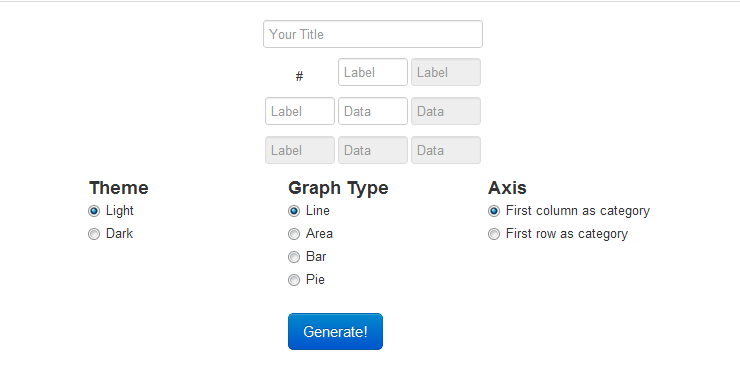 Your Title
# Label Label
Label Data Data
Label Data Data
Theme Graph Type Axis
Light Line First column as category
Dark Area First row as category
Bar
Pie
Generate!